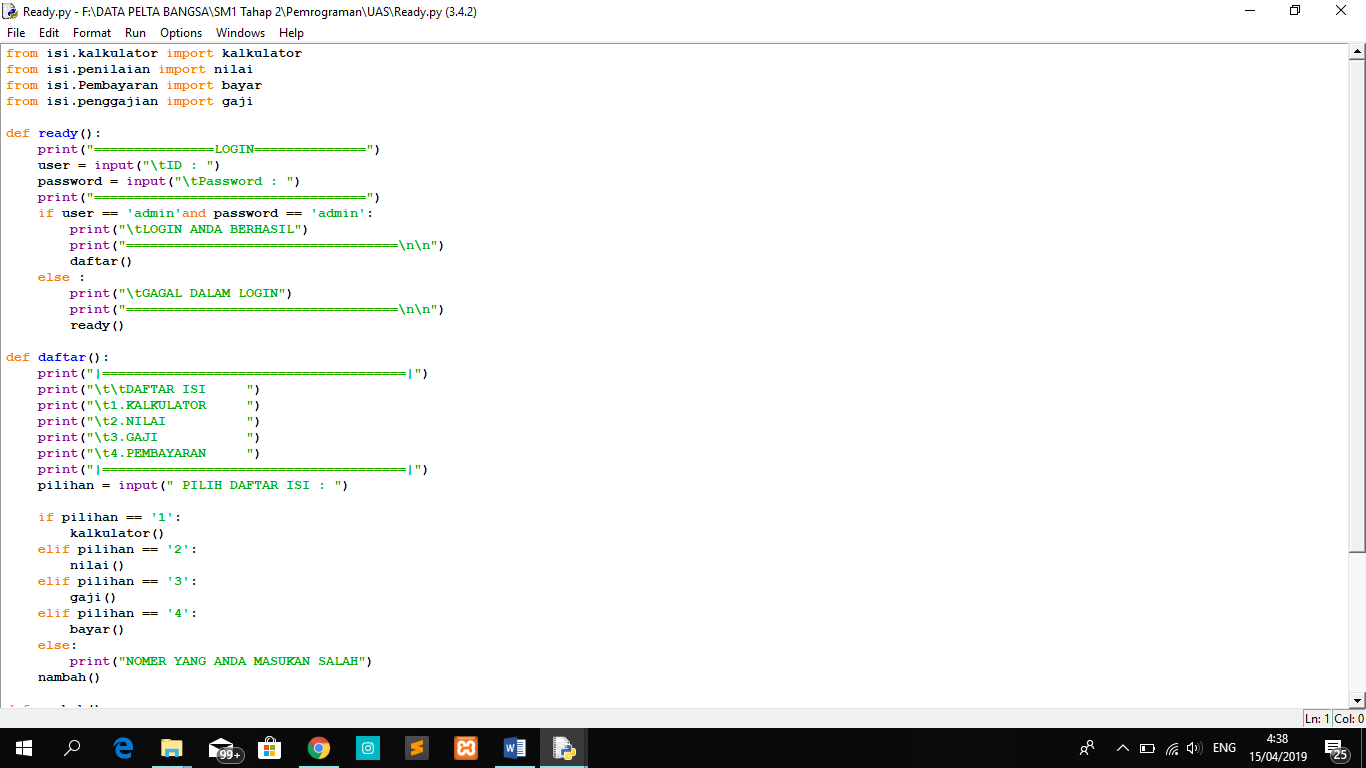 Ready.py - F:\DATA PELTA BANGSA\SM1 Tahap 2\Pemrograman\UAS\Ready.py (3.4.2)
File Edit Format Run Options Windows Help
from isi.kalkulator import kalkulator
from isi.penilaian import nilai
from isi.Pembayaran import bayar
from isi.penggajian import gaji

def ready():
    print("===============LOGIN==============")
    user = input("\tID : ")
    password = input("\tPassword : ")
    print("==================================")
    if user == 'admin'and password == 'admin':
        print("\tLOGIN ANDA BERHASIL")
        print("==================================\n\n")
        daftar()
    else :
        print("\tGAGAL DALAM LOGIN")
        print("==================================\n\n")
        ready()

def daftar():
    print("|======================================|")
    print("\t\tDAFTAR ISI     ")
    print("\t1.KALKULATOR     ")
    print("\t2.NILAI          ")
    print("\t3.GAJI           ")
    print("\t4.PEMBAYARAN     ")
    print("|======================================|")
    pilihan = input(" PILIH DAFTAR ISI : ")

    if pilihan == '1':
        kalkulator()
    elif pilihan == '2':
        nilai()
    elif pilihan == '3':
        gaji()
    elif pilihan == '4':
        bayar()
    else:
        print("NOMER YANG ANDA MASUKAN SALAH")
    nambah()
Ln: 1 Col: 0
99+
ENG
4:38
15/04/2019
25